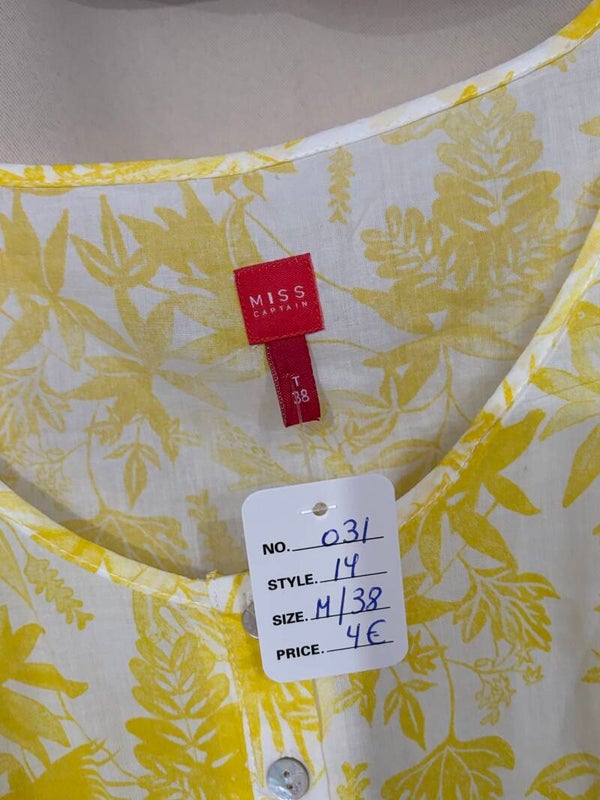 MISS
CAPTAIN
T
38
NO. 031
STYLE. 14
SIZE. M/38
PRICE. 4€